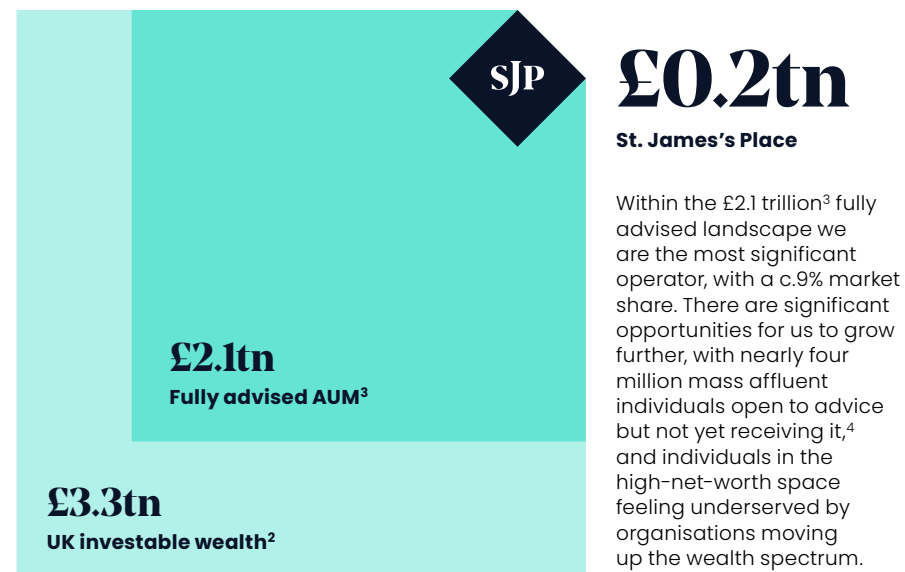 SJP
£2.1tn
Fully advised AUM³
£3.3tn
UK investable wealth²
£0.2tn
St. James’s Place
Within the £2.1 trillion³ fully
advised landscape we
are the most significant
operator, with a c.9% market
share. There are significant
opportunities for us to grow
further, with nearly four
million mass affluent
individuals open to advice
but not yet receiving it,⁴
and individuals in the
high-net-worth space
feeling underserved by
organisations moving
up the wealth spectrum.